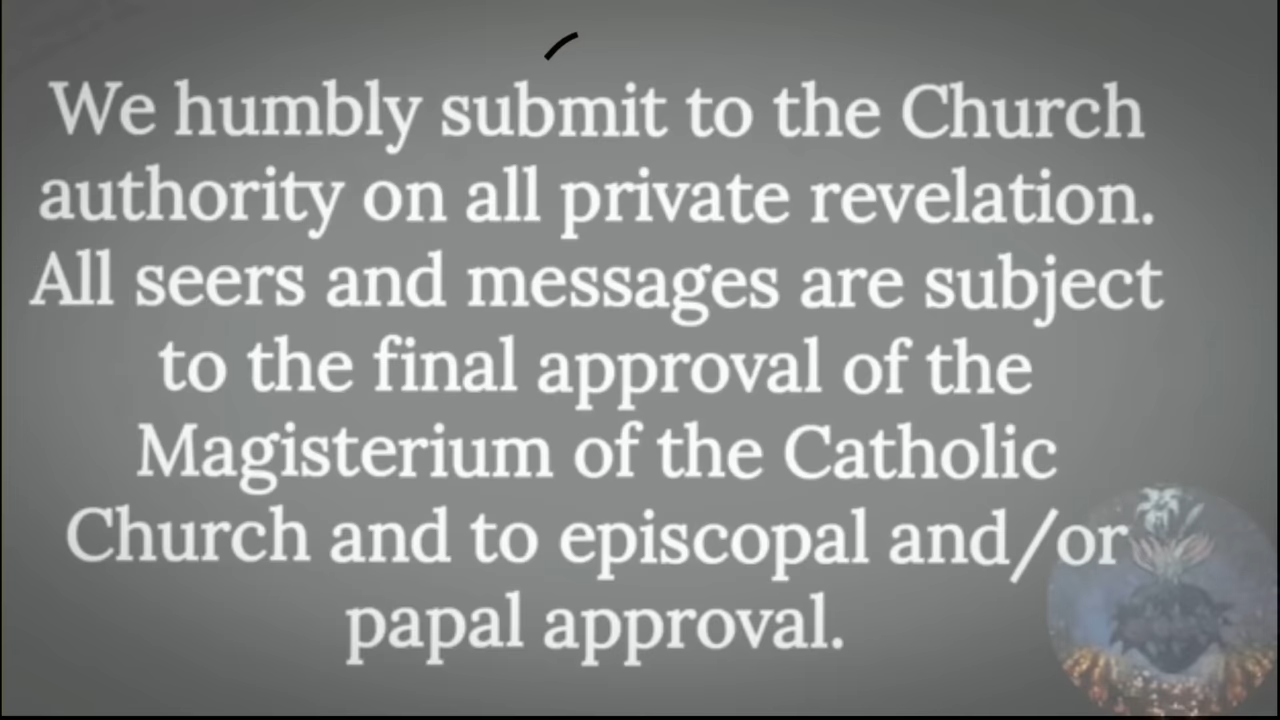 We humbly submit to the Church
authority on all private revelation.
All seers and messages are subject
to the final approval of the
Magisterium of the Catholic
Church and to episcopal and/or
papal approval.